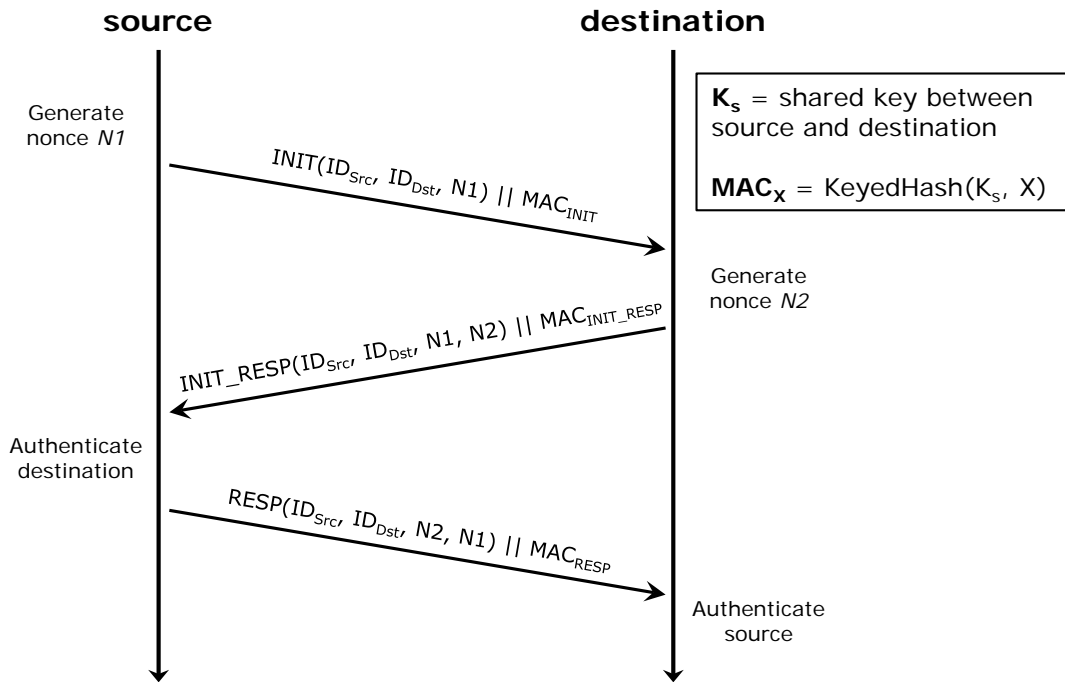 source
destination
K_s = shared key between
source and destination
MAC_X = KeyedHash(K_s, X)
Generate
nonce N1
INIT(ID_Src, ID_Dst, N1) || MAC_INIT
Generate
nonce N2
INIT_RESP(ID_Src, ID_Dst, N1, N2) || MAC_INIT_RESP
Authenticate
destination
RESP(ID_Src, ID_Dst, N2, N1) || MAC_RESP
Authenticate
source